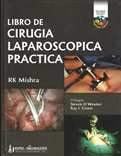 LIBRO DE
CIRUGIA
LAPAROSCOPICA
PRACTICA
RK Mishra